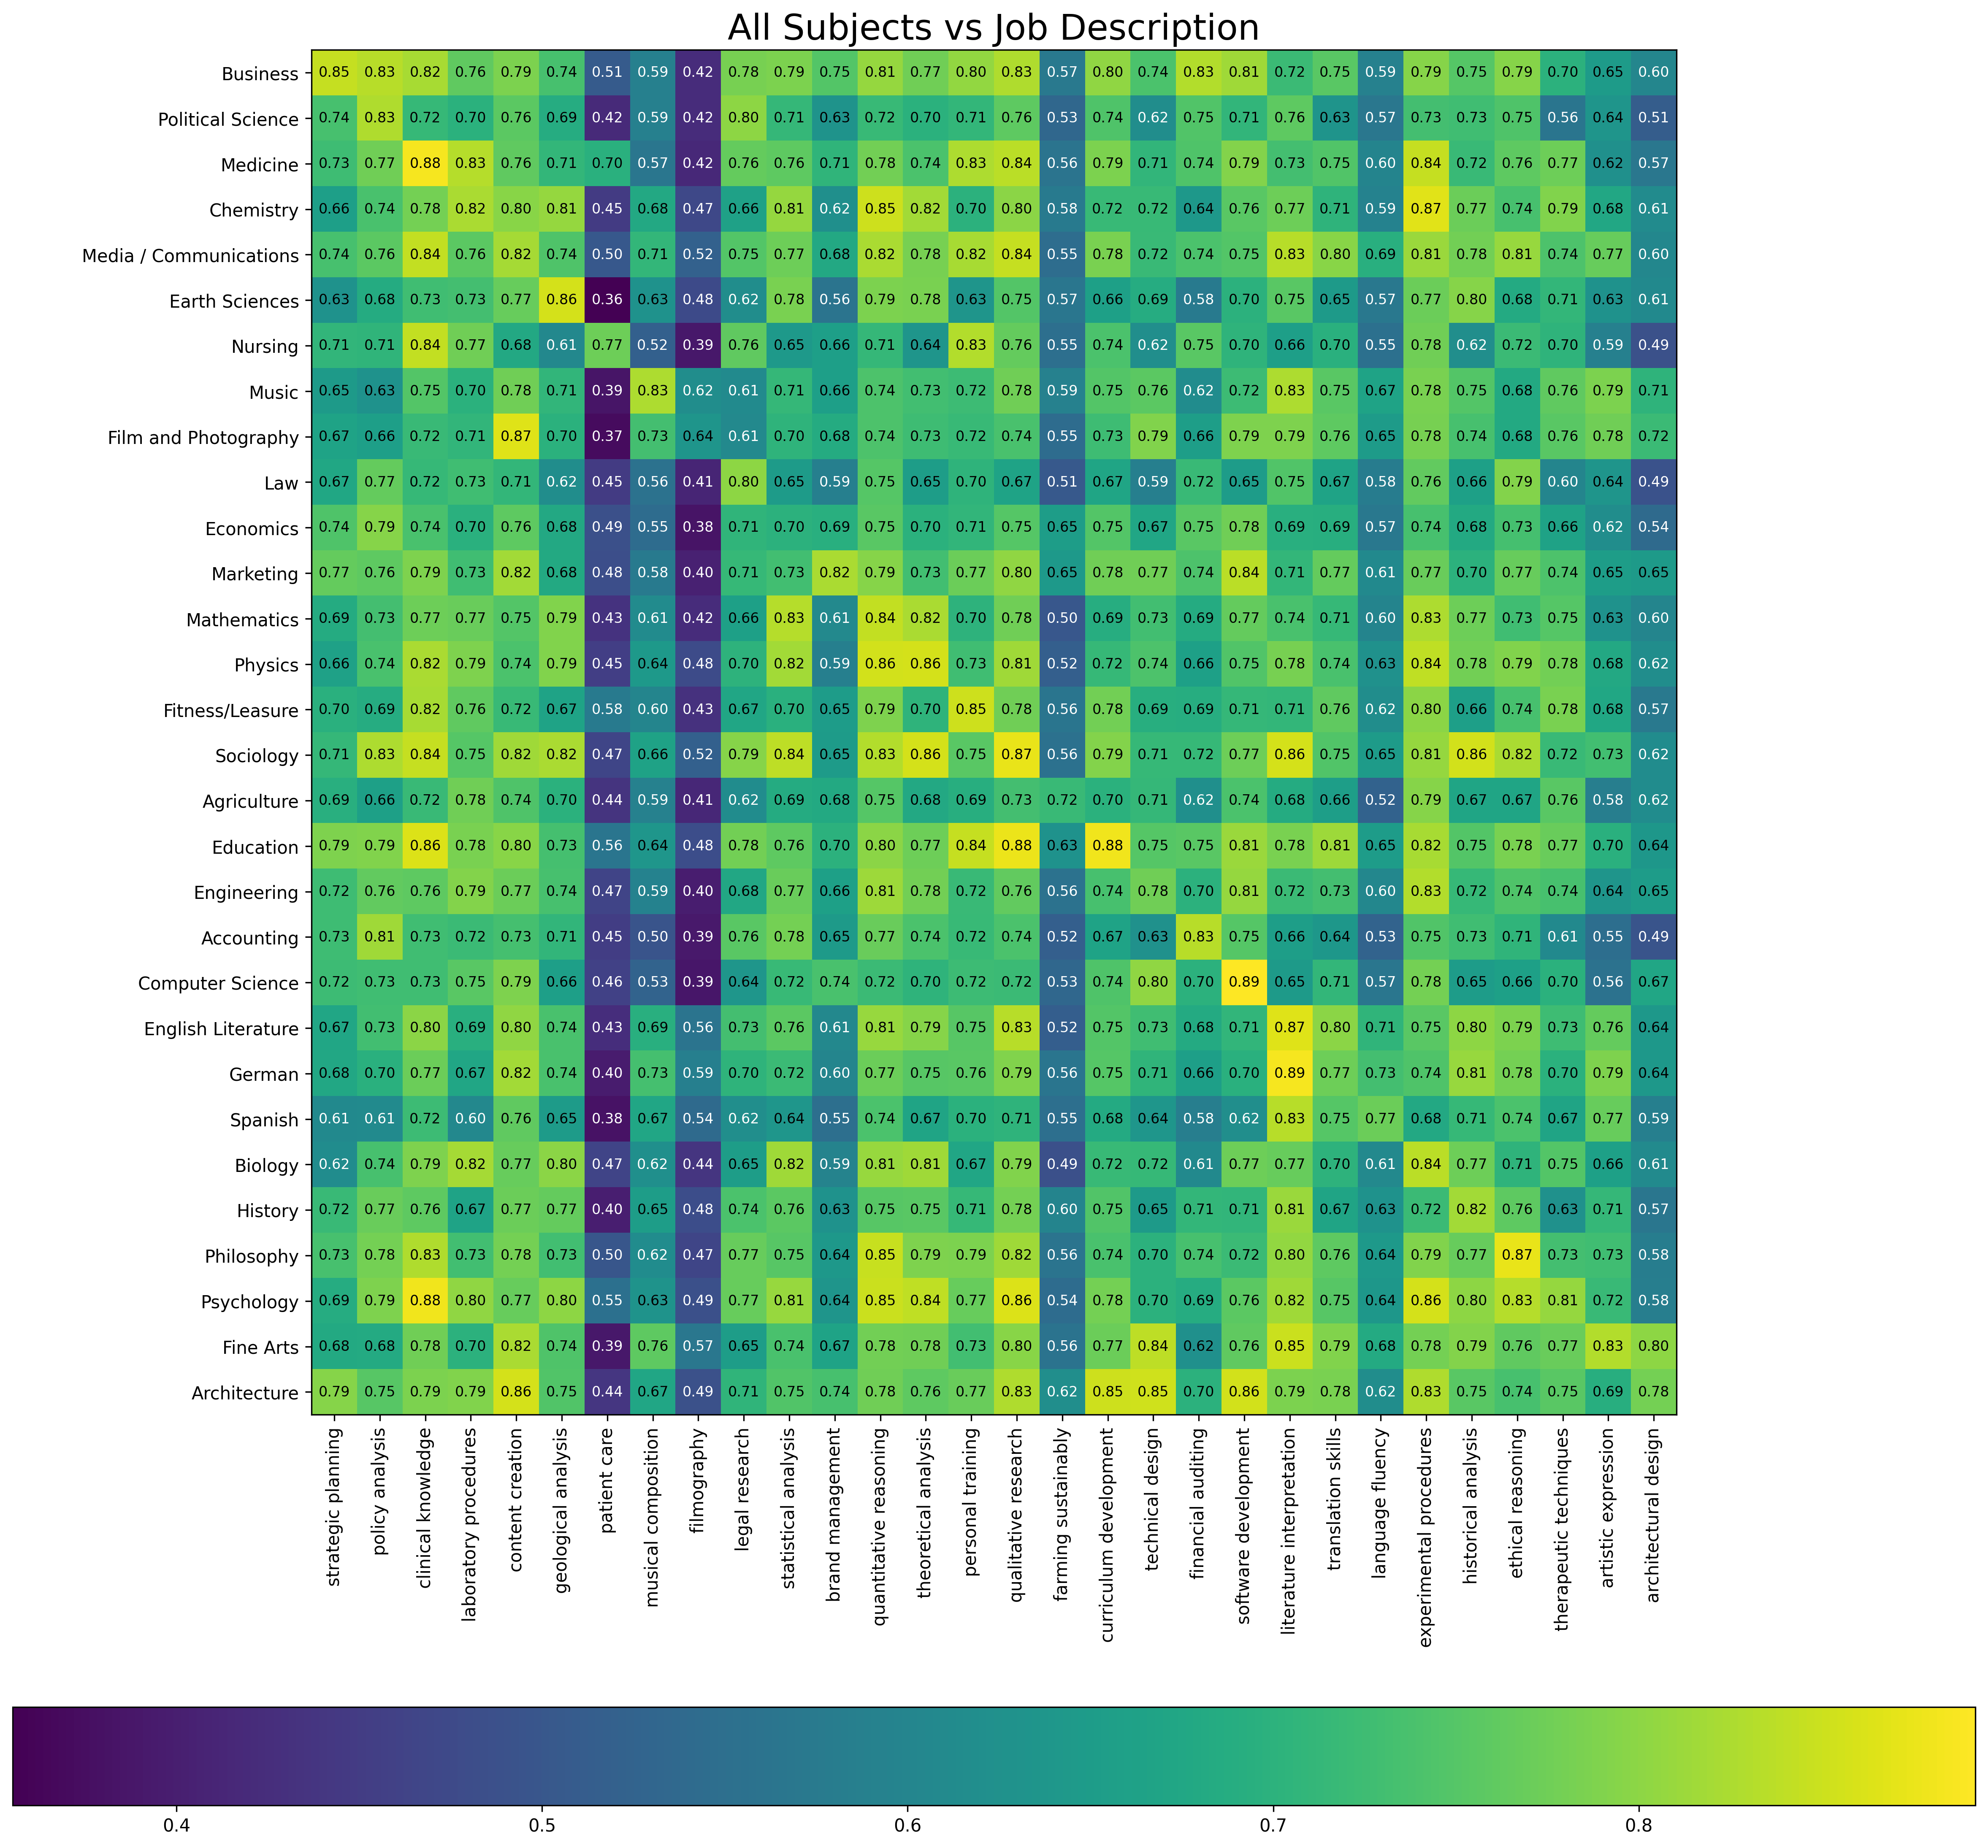 All Subjects vs Job Description
Business 0.85 0.83 0.82 0.76 0.79 0.74 0.51 0.59 0.42 0.78 0.79 0.75 0.81 0.77 0.80 0.83 0.57 0.80 0.74 0.83 0.81 0.72 0.75 0.59 0.79 0.75 0.79 0.70 0.65 0.60
Political Science 0.74 0.83 0.72 0.70 0.76 0.69 0.42 0.59 0.42 0.80 0.71 0.63 0.72 0.70 0.71 0.76 0.53 0.74 0.62 0.75 0.71 0.76 0.63 0.57 0.73 0.73 0.75 0.56 0.64 0.51
Medicine 0.73 0.77 0.88 0.83 0.76 0.71 0.70 0.57 0.42 0.76 0.76 0.71 0.78 0.74 0.83 0.84 0.56 0.79 0.71 0.74 0.79 0.73 0.75 0.60 0.84 0.72 0.76 0.77 0.62 0.57
Chemistry 0.66 0.74 0.78 0.82 0.80 0.81 0.45 0.68 0.47 0.66 0.81 0.62 0.85 0.82 0.70 0.80 0.58 0.72 0.72 0.64 0.76 0.77 0.71 0.59 0.87 0.77 0.74 0.79 0.68 0.61
Media / Communications 0.74 0.76 0.84 0.76 0.82 0.74 0.50 0.71 0.52 0.75 0.77 0.68 0.82 0.78 0.82 0.84 0.55 0.78 0.72 0.74 0.75 0.83 0.80 0.69 0.81 0.78 0.81 0.74 0.77 0.60
Earth Sciences 0.63 0.68 0.73 0.73 0.77 0.86 0.36 0.63 0.48 0.62 0.78 0.56 0.79 0.78 0.63 0.75 0.57 0.66 0.69 0.58 0.70 0.75 0.65 0.57 0.77 0.80 0.68 0.71 0.63 0.61
Nursing 0.71 0.71 0.84 0.77 0.68 0.61 0.77 0.52 0.39 0.76 0.65 0.66 0.71 0.64 0.83 0.76 0.55 0.74 0.62 0.75 0.70 0.66 0.70 0.55 0.78 0.62 0.72 0.70 0.59 0.49
Music 0.65 0.63 0.75 0.70 0.78 0.71 0.39 0.83 0.62 0.61 0.71 0.66 0.74 0.73 0.72 0.78 0.59 0.75 0.76 0.62 0.72 0.83 0.75 0.67 0.78 0.75 0.68 0.76 0.79 0.71
Film and Photography 0.67 0.66 0.72 0.71 0.87 0.70 0.37 0.73 0.64 0.61 0.70 0.68 0.74 0.73 0.72 0.74 0.55 0.73 0.79 0.66 0.79 0.79 0.76 0.65 0.78 0.74 0.68 0.76 0.78 0.72
Law 0.67 0.77 0.72 0.73 0.71 0.62 0.45 0.56 0.41 0.80 0.65 0.59 0.75 0.65 0.70 0.67 0.51 0.67 0.59 0.72 0.65 0.75 0.67 0.58 0.76 0.66 0.79 0.60 0.64 0.49
Economics 0.74 0.79 0.74 0.70 0.76 0.68 0.49 0.55 0.38 0.71 0.70 0.69 0.75 0.70 0.71 0.75 0.65 0.75 0.67 0.75 0.78 0.69 0.69 0.57 0.74 0.68 0.73 0.66 0.62 0.54
Marketing 0.77 0.76 0.79 0.73 0.82 0.68 0.48 0.58 0.40 0.71 0.73 0.82 0.79 0.73 0.77 0.80 0.65 0.78 0.77 0.74 0.84 0.71 0.77 0.61 0.77 0.70 0.77 0.74 0.65 0.65
Mathematics 0.69 0.73 0.77 0.77 0.75 0.79 0.43 0.61 0.42 0.66 0.83 0.61 0.84 0.82 0.70 0.78 0.50 0.69 0.73 0.69 0.77 0.74 0.71 0.60 0.83 0.77 0.73 0.75 0.63 0.60
Physics 0.66 0.74 0.82 0.79 0.74 0.79 0.45 0.64 0.48 0.70 0.82 0.59 0.86 0.86 0.73 0.81 0.52 0.72 0.74 0.66 0.75 0.78 0.74 0.63 0.84 0.78 0.79 0.78 0.68 0.62
Fitness/Leasure 0.70 0.69 0.82 0.76 0.72 0.67 0.58 0.60 0.43 0.67 0.70 0.65 0.79 0.70 0.85 0.78 0.56 0.78 0.69 0.69 0.71 0.71 0.76 0.62 0.80 0.66 0.74 0.78 0.68 0.57
Sociology 0.71 0.83 0.84 0.75 0.82 0.82 0.47 0.66 0.52 0.79 0.84 0.65 0.83 0.86 0.75 0.87 0.56 0.79 0.71 0.72 0.77 0.86 0.75 0.65 0.81 0.86 0.82 0.72 0.73 0.62
Agriculture 0.69 0.66 0.72 0.78 0.74 0.70 0.44 0.59 0.41 0.62 0.69 0.68 0.75 0.68 0.69 0.73 0.72 0.70 0.71 0.62 0.74 0.68 0.66 0.52 0.79 0.67 0.67 0.76 0.58 0.62
Education 0.79 0.79 0.86 0.78 0.80 0.73 0.56 0.64 0.48 0.78 0.76 0.70 0.80 0.77 0.84 0.88 0.63 0.88 0.75 0.75 0.81 0.78 0.81 0.65 0.82 0.75 0.78 0.77 0.70 0.64
Engineering 0.72 0.76 0.76 0.79 0.77 0.74 0.47 0.59 0.40 0.68 0.77 0.66 0.81 0.78 0.72 0.76 0.56 0.74 0.78 0.70 0.81 0.72 0.73 0.60 0.83 0.72 0.74 0.74 0.64 0.65
Accounting 0.73 0.81 0.73 0.72 0.73 0.71 0.45 0.50 0.39 0.76 0.78 0.65 0.77 0.74 0.72 0.74 0.52 0.67 0.63 0.83 0.75 0.66 0.64 0.53 0.75 0.73 0.71 0.61 0.55 0.49
Computer Science 0.72 0.73 0.73 0.75 0.79 0.66 0.46 0.53 0.39 0.64 0.72 0.74 0.72 0.70 0.72 0.72 0.53 0.74 0.80 0.70 0.89 0.65 0.71 0.57 0.78 0.65 0.66 0.70 0.56 0.67
English Literature 0.67 0.73 0.80 0.69 0.80 0.74 0.43 0.69 0.56 0.73 0.76 0.61 0.81 0.79 0.75 0.83 0.52 0.75 0.73 0.68 0.71 0.87 0.80 0.71 0.75 0.80 0.79 0.73 0.76 0.64
German 0.68 0.70 0.77 0.67 0.82 0.74 0.40 0.73 0.59 0.70 0.72 0.60 0.77 0.75 0.76 0.79 0.56 0.75 0.71 0.66 0.70 0.89 0.77 0.73 0.74 0.81 0.78 0.70 0.79 0.64
Spanish 0.61 0.61 0.72 0.60 0.76 0.65 0.38 0.67 0.54 0.62 0.64 0.55 0.74 0.67 0.70 0.71 0.55 0.68 0.64 0.58 0.62 0.83 0.75 0.77 0.68 0.71 0.74 0.67 0.77 0.59
Biology 0.62 0.74 0.79 0.82 0.77 0.80 0.47 0.62 0.44 0.65 0.82 0.59 0.81 0.81 0.67 0.79 0.49 0.72 0.72 0.61 0.77 0.77 0.70 0.61 0.84 0.77 0.71 0.75 0.66 0.61
History 0.72 0.77 0.76 0.67 0.77 0.77 0.40 0.65 0.48 0.74 0.76 0.63 0.75 0.75 0.71 0.78 0.60 0.75 0.65 0.71 0.71 0.81 0.67 0.63 0.72 0.82 0.76 0.63 0.71 0.57
Philosophy 0.73 0.78 0.83 0.73 0.78 0.73 0.50 0.62 0.47 0.77 0.75 0.64 0.85 0.79 0.79 0.82 0.56 0.74 0.70 0.74 0.72 0.80 0.76 0.64 0.79 0.77 0.87 0.73 0.73 0.58
Psychology 0.69 0.79 0.88 0.80 0.77 0.80 0.55 0.63 0.49 0.77 0.81 0.64 0.85 0.84 0.77 0.86 0.54 0.78 0.70 0.69 0.76 0.82 0.75 0.64 0.86 0.80 0.83 0.81 0.72 0.58
Fine Arts 0.68 0.68 0.78 0.70 0.82 0.74 0.39 0.76 0.57 0.65 0.74 0.67 0.78 0.78 0.73 0.80 0.56 0.77 0.84 0.62 0.76 0.85 0.79 0.68 0.78 0.79 0.76 0.77 0.83 0.80
Architecture 0.79 0.75 0.79 0.79 0.86 0.75 0.44 0.67 0.49 0.71 0.75 0.74 0.78 0.76 0.77 0.83 0.62 0.85 0.85 0.70 0.86 0.79 0.78 0.62 0.83 0.75 0.74 0.75 0.69 0.78
strategic planning
policy analysis
clinical knowledge
laboratory procedures
content creation
geological analysis
patient care
musical composition
filmography
legal research
statistical analysis
brand management
quantitative reasoning
theoretical analysis
personal training
qualitative research
farming sustainably
curriculum development
technical design
financial auditing
software development
literature interpretation
translation skills
language fluency
experimental procedures
historical analysis
ethical reasoning
therapeutic techniques
artistic expression
architectural design
0.4 0.5 0.6 0.7 0.8